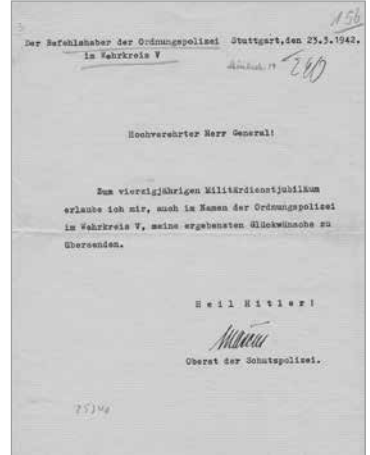 156
Der Befehlshaber der Ordnungspolizei Stuttgart,den 23.3.1942.
im Wehrkreis V
240
Hochverehrter Herr General!
Zum vierzigjährigen Militärdienstjubiläum
erlaube ich mir, auch im Namen der Ordnungspolizei
im Wehrkreis V, meine ergebensten Glückwünsche zu
übersenden.
Heil Hitler!
Oberst der Schutzpolizei.